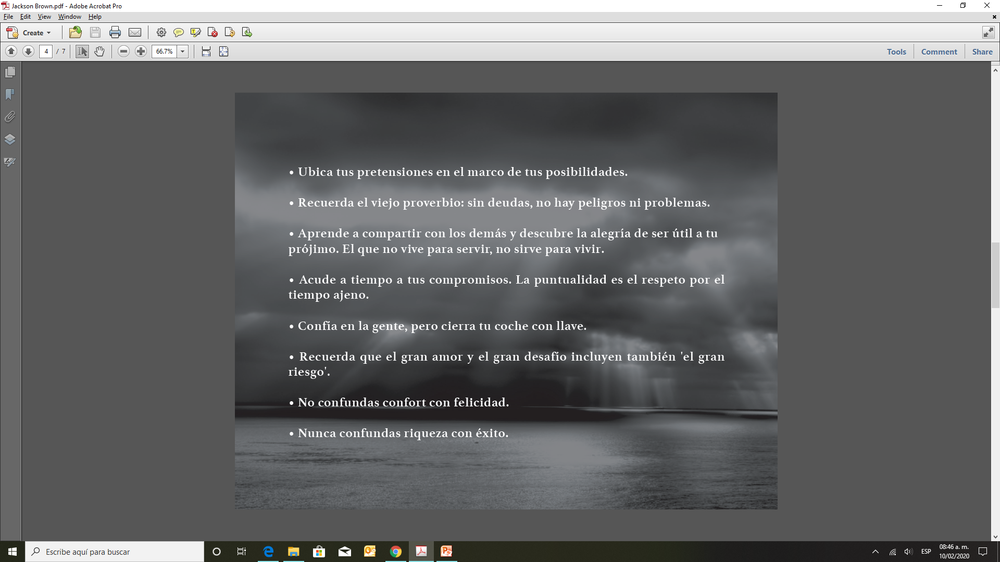 Jackson Brown.pdf - Adobe Acrobat Pro
File Edit View Window Help
Create
4 / 7 66.7% Tools Comment Share
• Ubica tus pretensiones en el marco de tus posibilidades.
• Recuerda el viejo proverbio: sin deudas, no hay peligros ni problemas.
• Aprende a compartir con los demás y descubre la alegría de ser útil a tu
prójimo. El que no vive para servir, no sirve para vivir.
• Acude a tiempo a tus compromisos. La puntualidad es el respeto por el
tiempo ajeno.
• Confía en la gente, pero cierra tu coche con llave.
• Recuerda que el gran amor y el gran desafío incluyen también 'el gran
riesgo'.
• No confundas confort con felicidad.
• Nunca confundas riqueza con éxito.
Escribe aquí para buscar
ESP
08:46 a. m.
10/02/2020